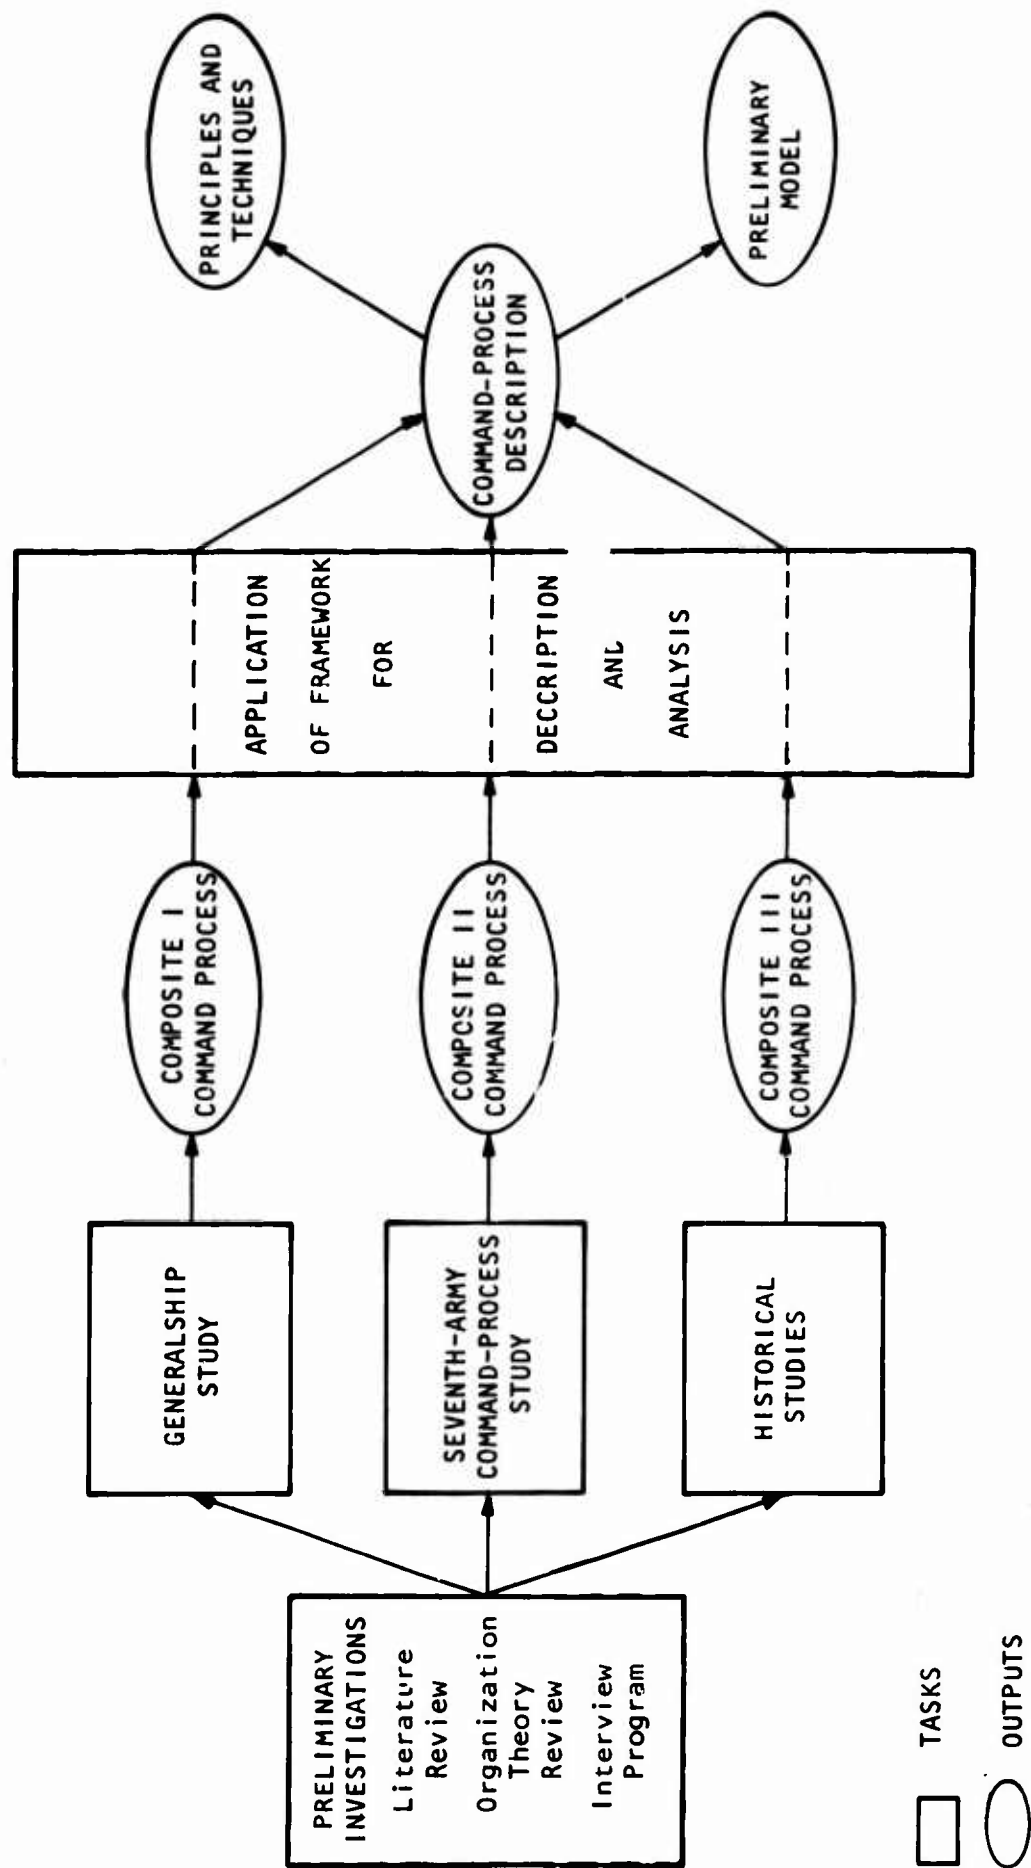 PRELIMINARY
INVESTIGATIONS
Literature
Review
Organization
Theory
Review
Interview
Program
GENERALSHIP
STUDY
SEVENTH-ARMY
COMMAND-PROCESS
STUDY
HISTORICAL
STUDIES
COMPOSITE I
COMMAND PROCESS
COMPOSITE II
COMMAND PROCESS
COMPOSITE III
COMMAND PROCESS
APPLICATION
OF FRAMEWORK
FOR
DECCRIPTION
AND
ANALYSIS
COMMAND-PROCESS
DESCRIPTION
PRINCIPLES AND
TECHNIQUES
PRELIMINARY
MODEL
TASKS
OUTPUTS